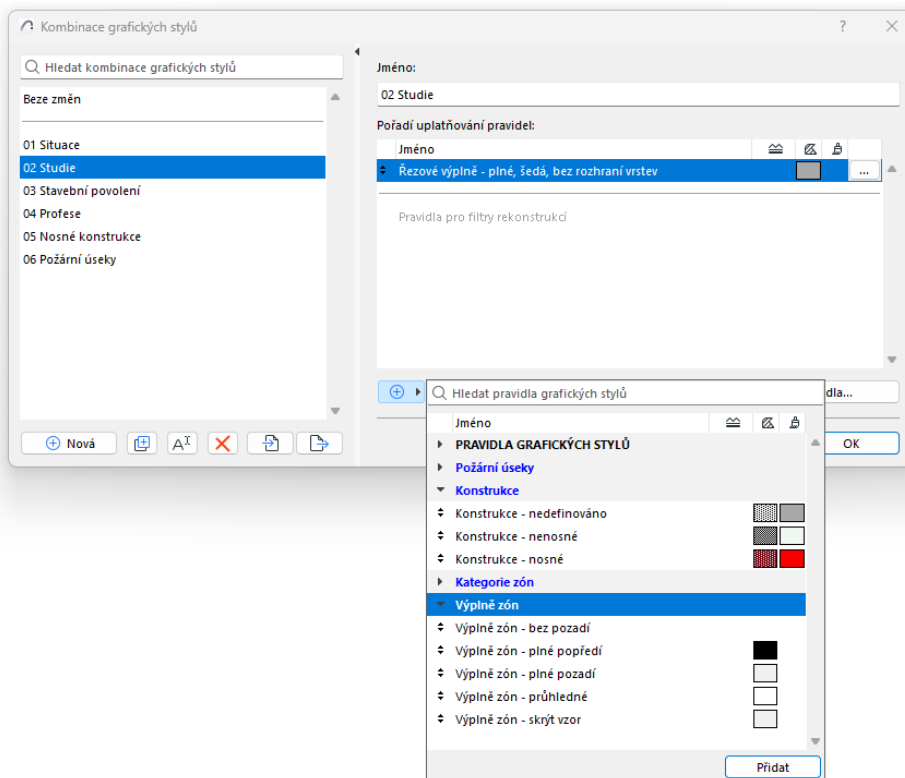 Kombinace grafických stylů
?
Hledat kombinace grafických stylů
Beze změn
01 Situace
02 Studie
03 Stavební povolení
04 Profese
05 Nosné konstrukce
06 Požární úseky
Nová
Jméno:
02 Studie
Pořadí uplatňování pravidel:
Jméno
Řezové výplně - plné, šedá, bez rozhraní vrstev
...
Pravidla pro filtry rekonstrukcí
dla...
OK
Hledat pravidla grafických stylů
Jméno
PRAVIDLA GRAFICKÝCH STYLŮ
Požární úseky
Konstrukce
Konstrukce - nedefinováno
Konstrukce - nenosné
Konstrukce - nosné
Kategorie zón
Výplně zón
Výplně zón - bez pozadí
Výplně zón - plné popředí
Výplně zón - plné pozadí
Výplně zón - průhledné
Výplně zón - skrýt vzor
Přidat